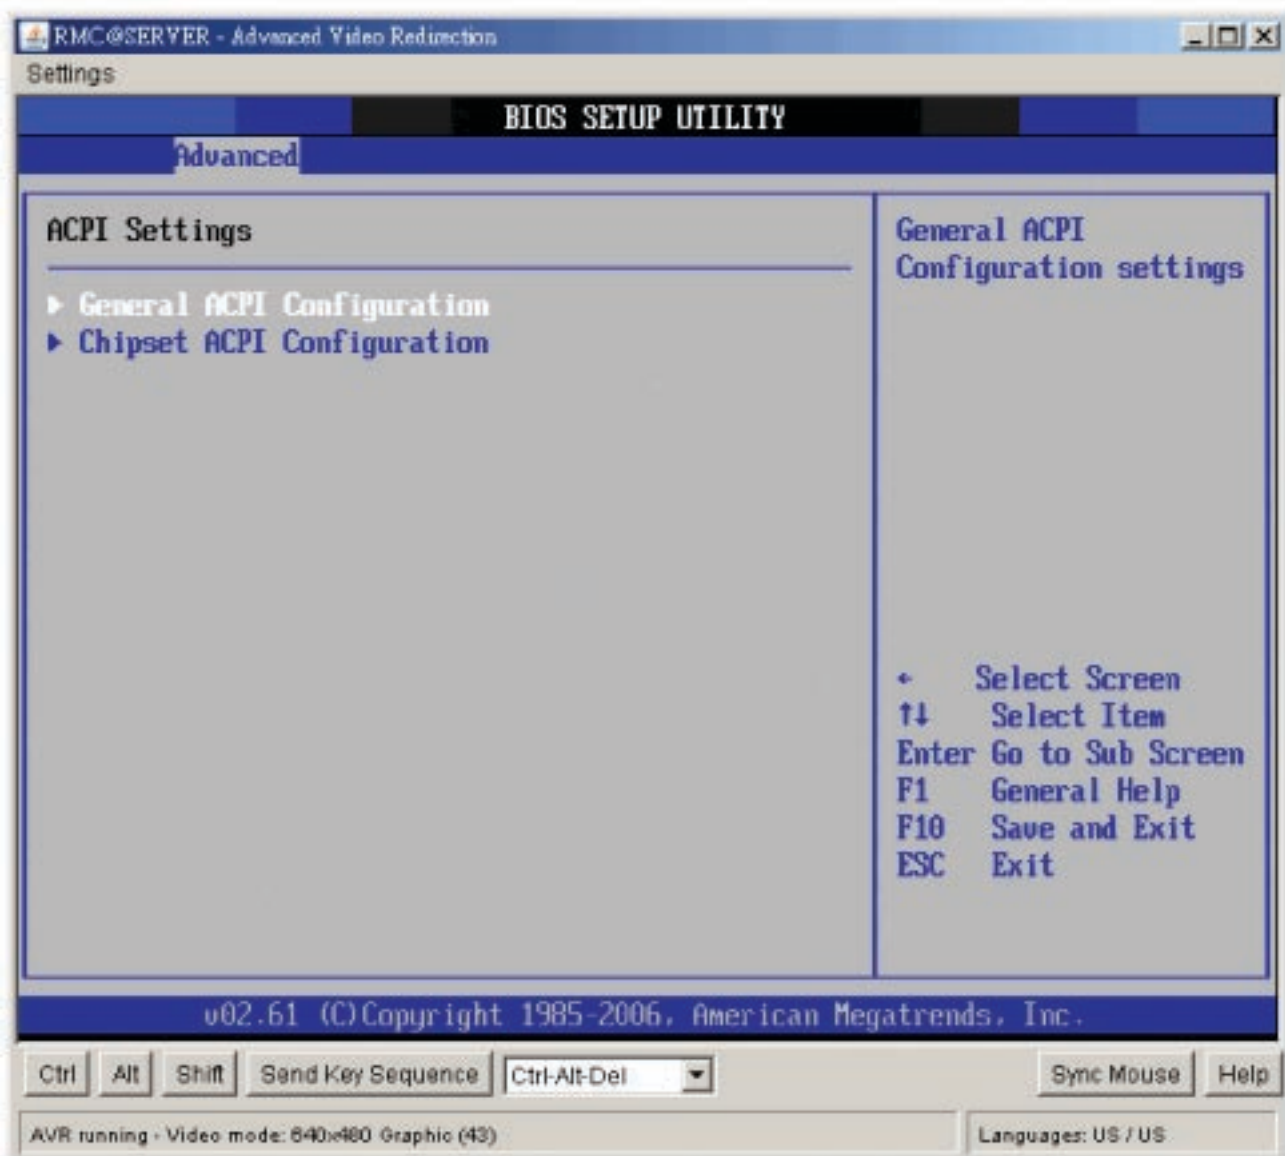 RMC@SERVER - Advanced Video Redirection
Settings
BIOS SETUP UTILITY
Advanced
ACPI Settings
General ACPI Configuration
Chipset ACPI Configuration
General ACPI
Configuration settings
← Select Screen
↑↓ Select Item
Enter Go to Sub Screen
F1 General Help
F10 Save and Exit
ESC Exit
v02.61 (C)Copyright 1985-2006, American Megatrends, Inc.
Ctrl Alt Shift Send Key Sequence Ctrl-Alt-Del Sync Mouse Help
AVR running - Video mode: 640x480 Graphic (43) Languages: US / US